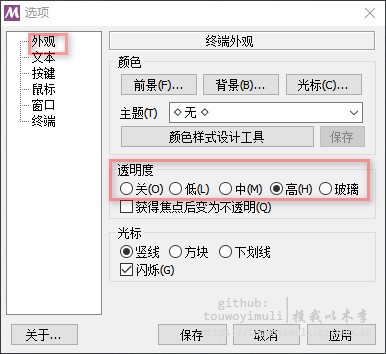 选项
外观
文本
按键
鼠标
窗口
终端
终端外观
颜色
前景(F)... 背景(B)... 光标(C)...
主题(T) ◇ 无 ◇
颜色样式设计工具 保存
透明度
关(O) 低(L) 中(M) 高(H) 玻璃
获得焦点后变为不透明(Q)
光标
竖线 方块 下划线
闪烁(G)
github:
touwoyimuli 投我以木李
关于... 保存 取消 应用